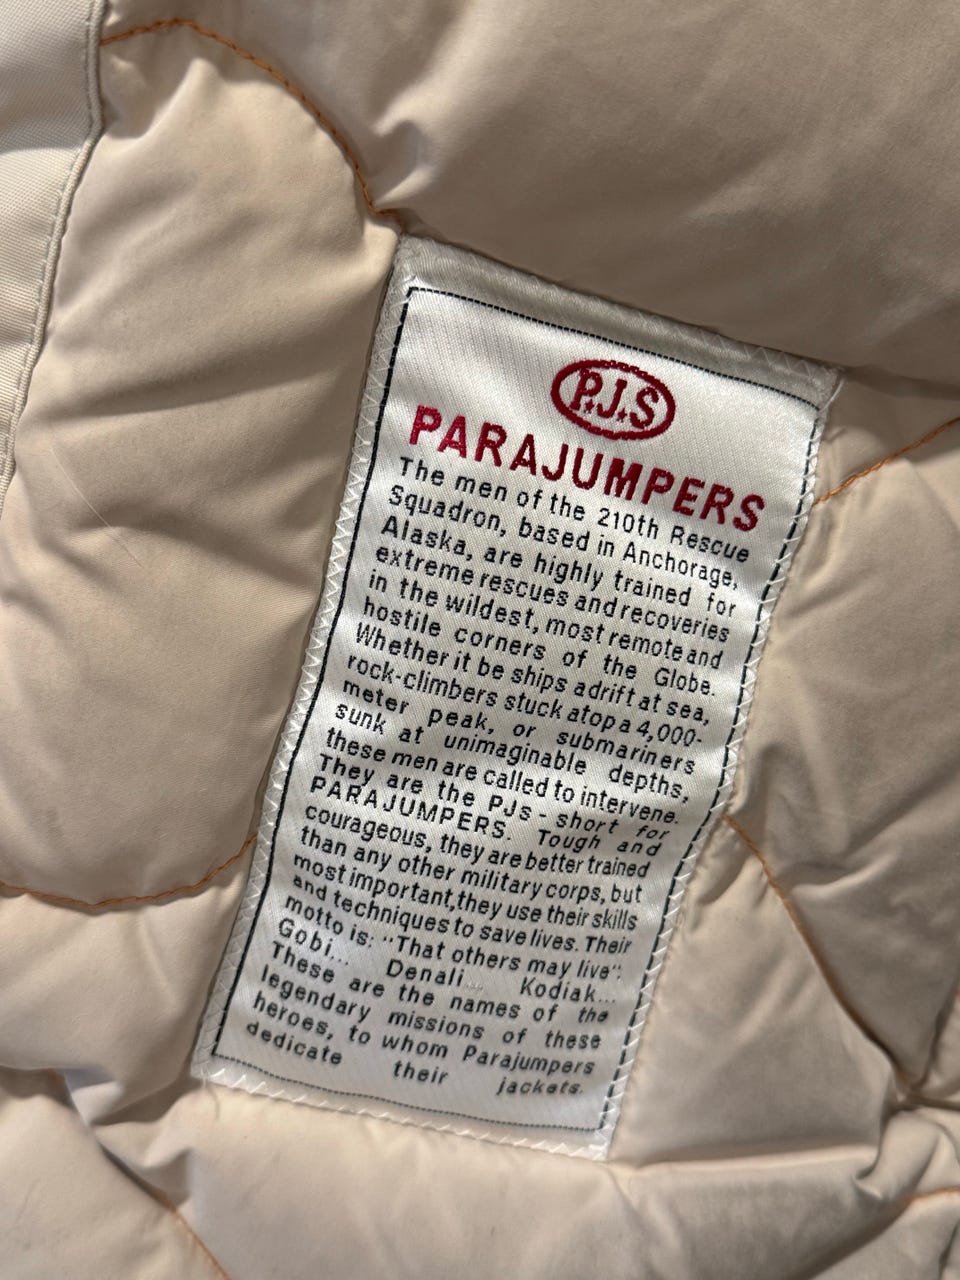 P.J.S
PARAJUMPERS
The men of the 210th Rescue
Squadron, based in Anchorage,
Alaska, are highly trained for
extreme rescues and recoveries
in the wildest, most remote and
hostile corners of the Globe.
Whether it be ships adrift at sea,
rock-climbers stuck atop a 4,000-
meter peak, or submariners
sunk at unimaginable depths,
these men are called to intervene.
They are the PJs - short for
PARAJUMPERS. Tough and
courageous, they are better trained
than any other military corps, but
most important, they use their skills
and techniques to save lives. Their
motto is: "That others may live".
Gobi... Denali... Kodiak...
These are the names of the
legendary missions of these
heroes, to whom Parajumpers
dedicate their jackets.